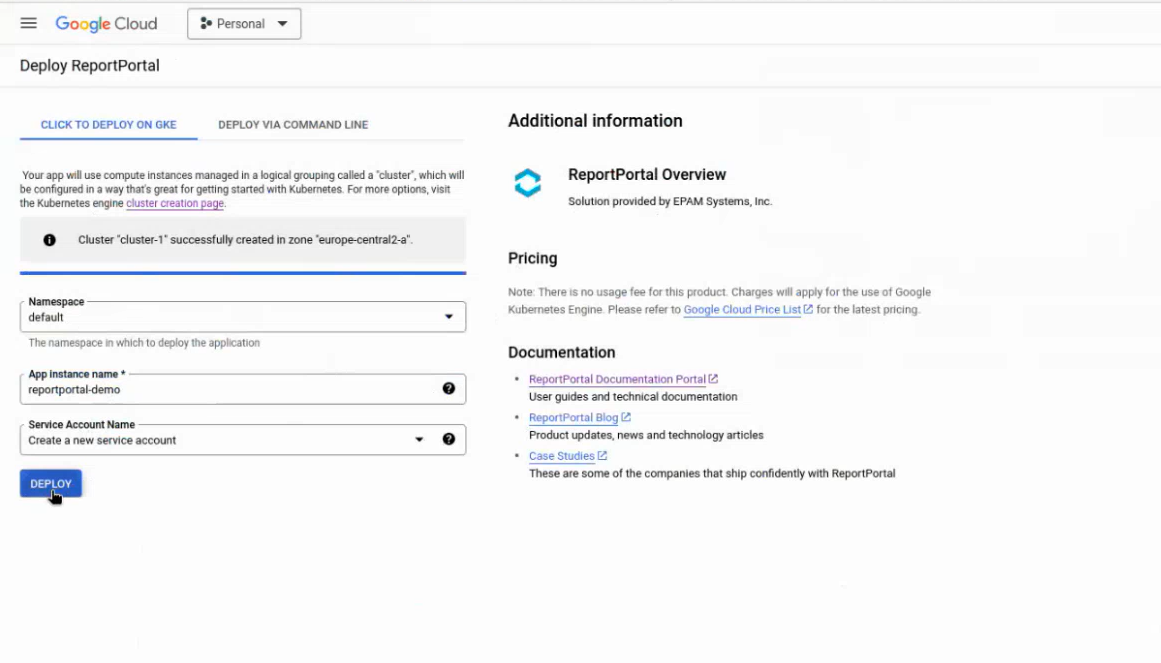 Google Cloud
Personal
Deploy ReportPortal
CLICK TO DEPLOY ON GKE
DEPLOY VIA COMMAND LINE
Your app will use compute instances managed in a logical grouping called a "cluster", which will
be configured in a way that's great for getting started with Kubernetes. For more options, visit
the Kubernetes engine cluster creation page.
Cluster "cluster-1" successfully created in zone "europe-central2-a".
Namespace
default
The namespace in which to deploy the application
App instance name *
reportportal-demo
Service Account Name
Create a new service account
DEPLOY
Additional information
ReportPortal Overview
Solution provided by EPAM Systems, Inc.
Pricing
Note: There is no usage fee for this product. Charges will apply for the use of Google
Kubernetes Engine. Please refer to Google Cloud Price List for the latest pricing.
Documentation
• ReportPortal Documentation Portal
User guides and technical documentation
• ReportPortal Blog
Product updates, news and technology articles
• Case Studies
These are some of the companies that ship confidently with ReportPortal